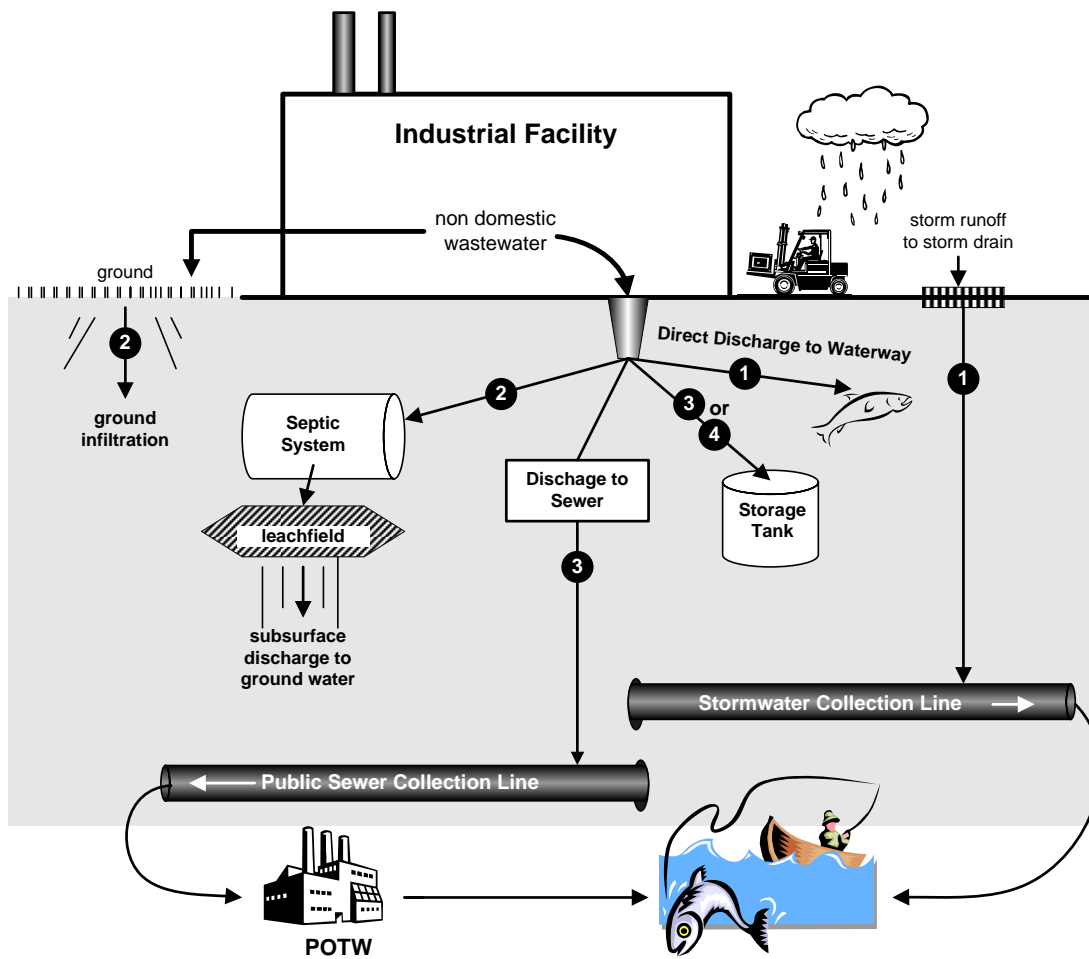 Industrial Facility
non domestic
wastewater
storm runoff
to storm drain
ground
Direct Discharge to Waterway
2
ground
infiltration
2
1
3
or
4
1
Septic
System
Dischage to
Sewer
Storage
Tank
leachfield
3
subsurface
discharge to
ground water
Stormwater Collection Line
Public Sewer Collection Line
POTW